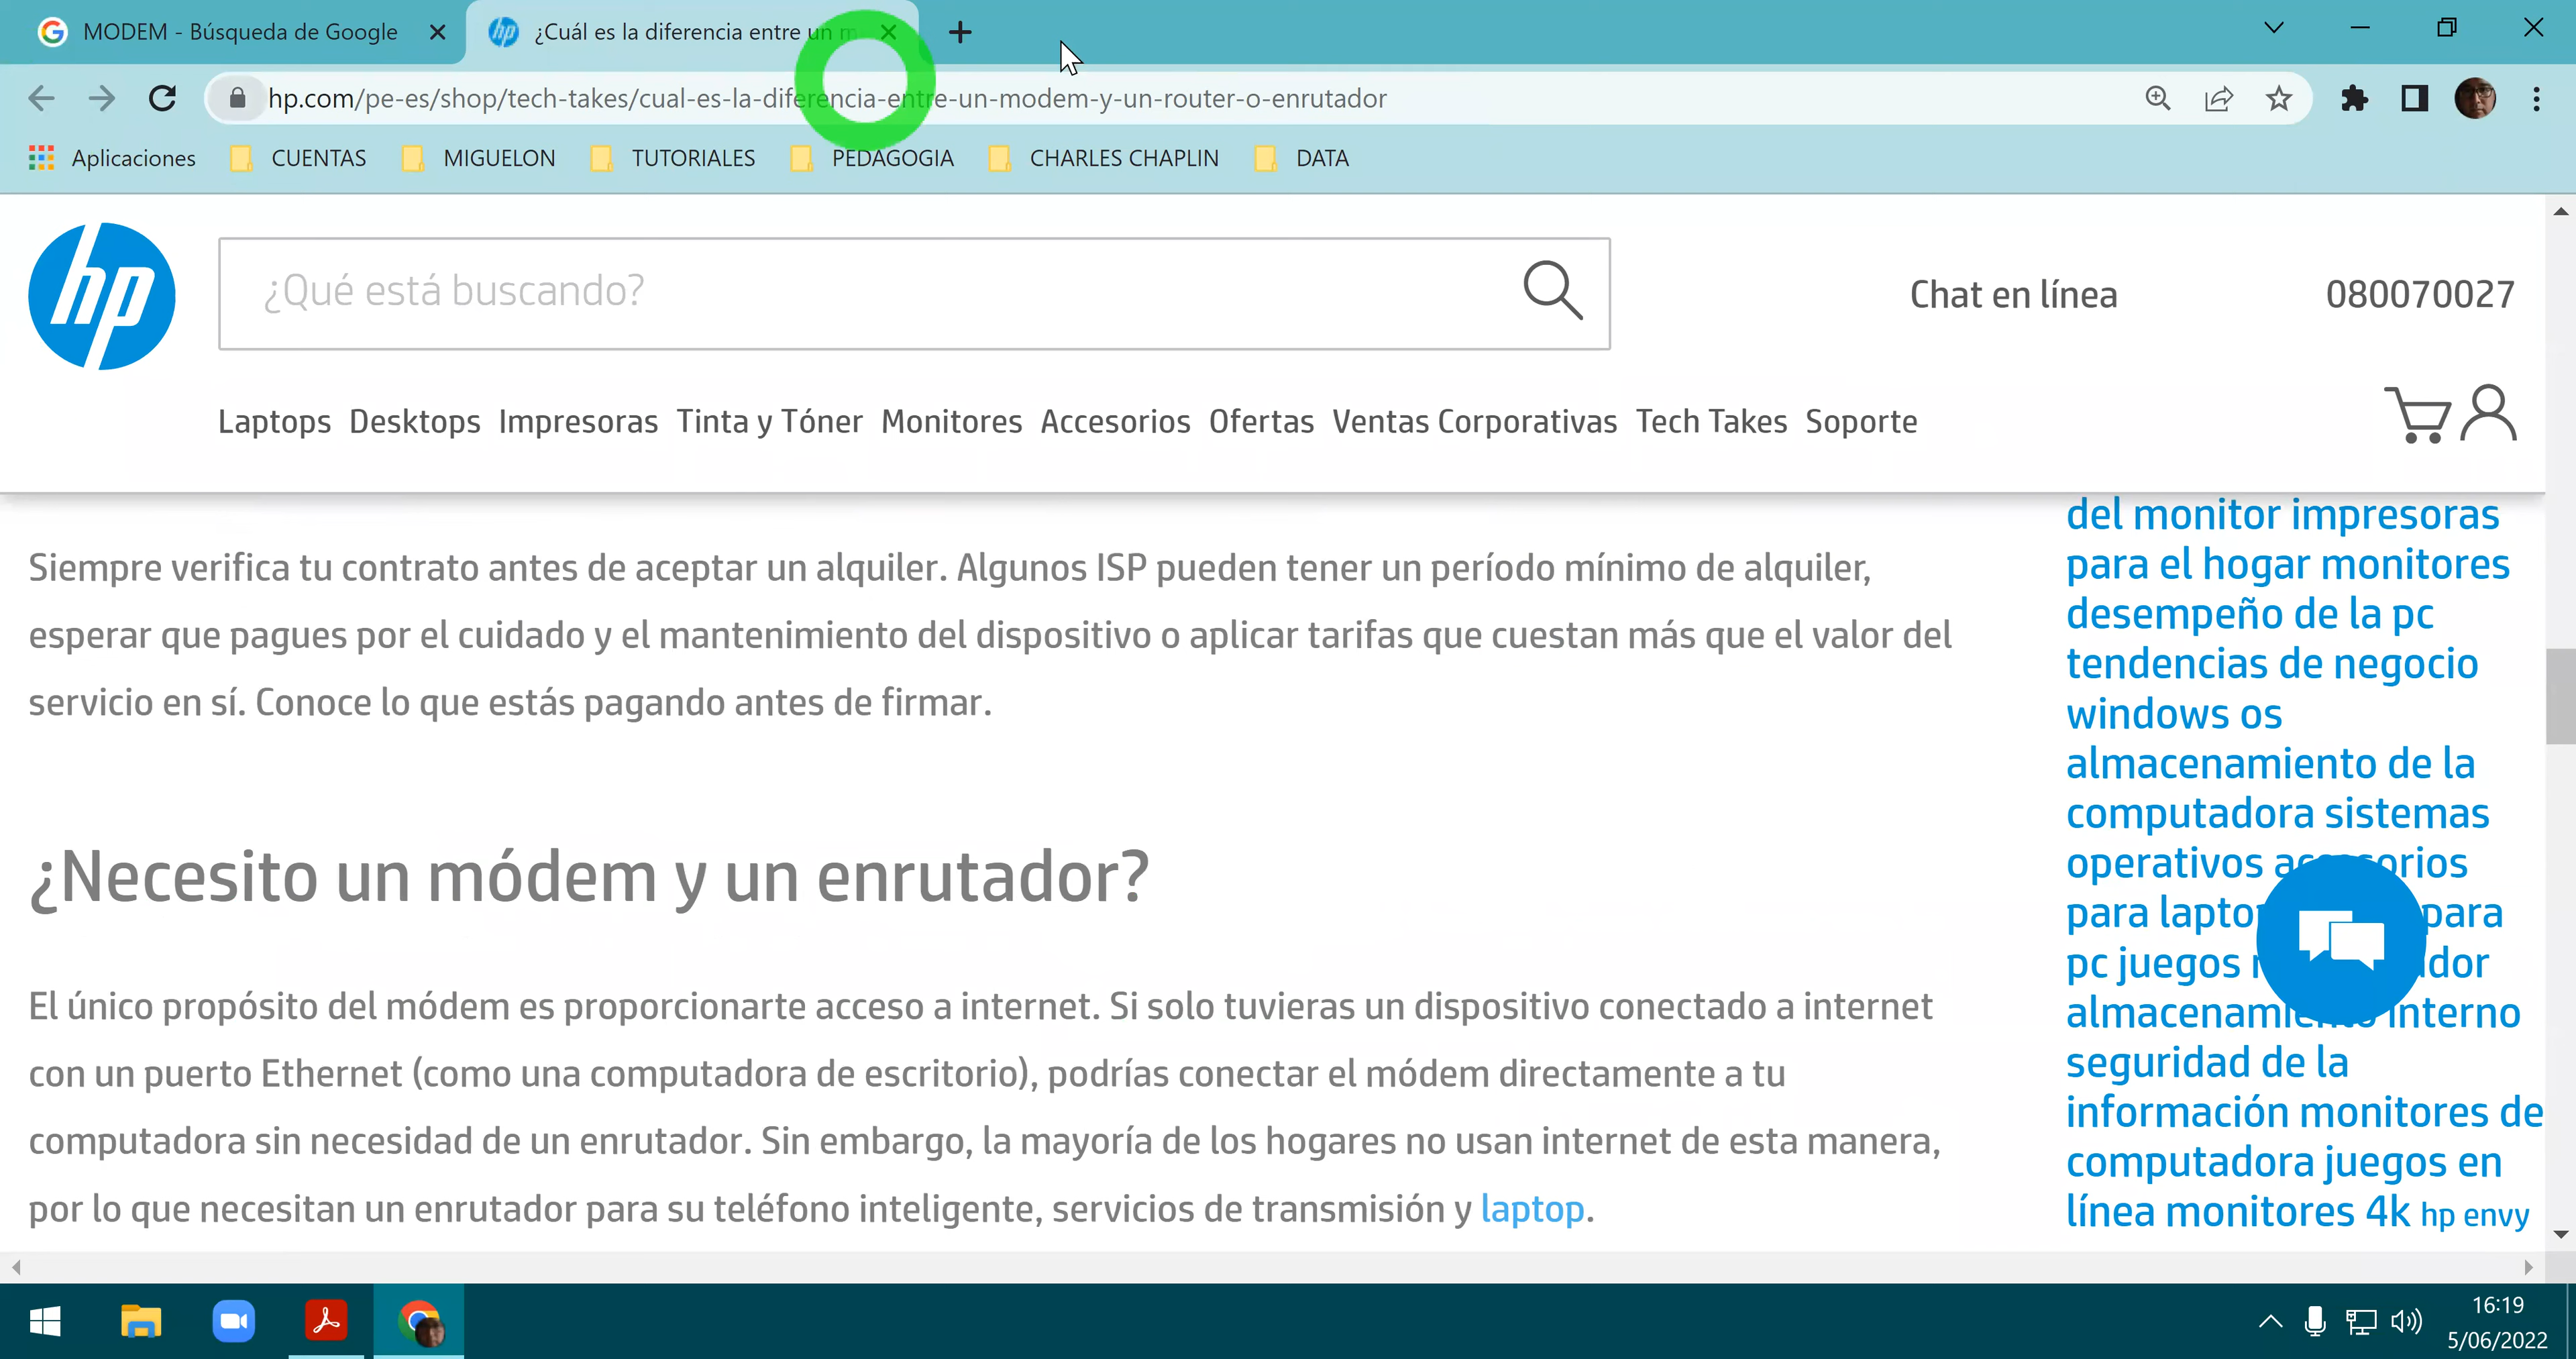 MODEM - Búsqueda de Google
¿Cuál es la diferencia entre un m
hp.com/pe-es/shop/tech-takes/cual-es-la-diferencia-entre-un-modem-y-un-router-o-enrutador
Aplicaciones CUENTAS MIGUELON TUTORIALES PEDAGOGIA CHARLES CHAPLIN DATA
hp
¿Qué está buscando?
Chat en línea
080070027
Laptops Desktops Impresoras Tinta y Tóner Monitores Accesorios Ofertas Ventas Corporativas Tech Takes Soporte
Siempre verifica tu contrato antes de aceptar un alquiler. Algunos ISP pueden tener un período mínimo de alquiler,
esperar que pagues por el cuidado y el mantenimiento del dispositivo o aplicar tarifas que cuestan más que el valor del
servicio en sí. Conoce lo que estás pagando antes de firmar.
¿Necesito un módem y un enrutador?
El único propósito del módem es proporcionarte acceso a internet. Si solo tuvieras un dispositivo conectado a internet
con un puerto Ethernet (como una computadora de escritorio), podrías conectar el módem directamente a tu
computadora sin necesidad de un enrutador. Sin embargo, la mayoría de los hogares no usan internet de esta manera,
por lo que necesitan un enrutador para su teléfono inteligente, servicios de transmisión y laptop.
del monitor impresoras
para el hogar monitores
desempeño de la pc
tendencias de negocio
windows os
almacenamiento de la
computadora sistemas
operativos accesorios
para para
pc juegos
almacenamiento interno
seguridad de la
información monitores de
computadora juegos en
línea monitores 4k hp envy
16:19
5/06/2022